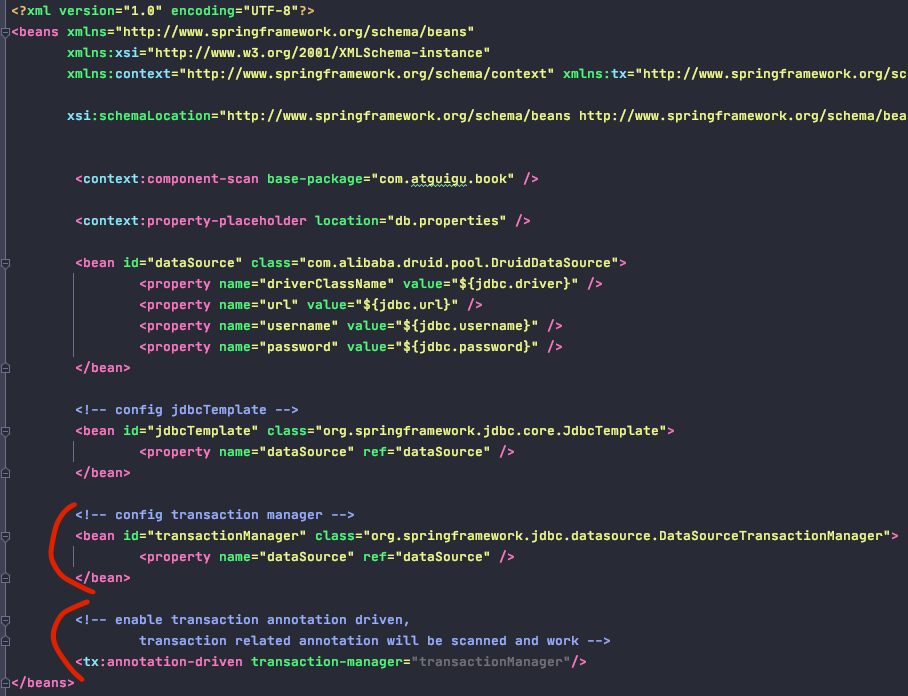 <?xml version="1.0" encoding="UTF-8"?>
<beans xmlns="http://www.springframework.org/schema/beans"
xmlns:xsi="http://www.w3.org/2001/XMLSchema-instance"
xmlns:context="http://www.springframework.org/schema/context" xmlns:tx="http://www.springframework.org/sc
xsi:schemaLocation="http://www.springframework.org/schema/beans http://www.springframework.org/schema/bea
<context:component-scan base-package="com.atguigu.book" />
<context:property-placeholder location="db.properties" />
<bean id="dataSource" class="com.alibaba.druid.pool.DruidDataSource">
<property name="driverClassName" value="${jdbc.driver}" />
<property name="url" value="${jdbc.url}" />
<property name="username" value="${jdbc.username}" />
<property name="password" value="${jdbc.password}" />
</bean>
<!-- config jdbcTemplate -->
<bean id="jdbcTemplate" class="org.springframework.jdbc.core.JdbcTemplate">
<property name="dataSource" ref="dataSource" />
</bean>
<!-- config transaction manager -->
<bean id="transactionManager" class="org.springframework.jdbc.datasource.DataSourceTransactionManager">
<property name="dataSource" ref="dataSource" />
</bean>
<!-- enable transaction annotation driven,
transaction related annotation will be scanned and work -->
<tx:annotation-driven transaction-manager="transactionManager"/>
</beans>